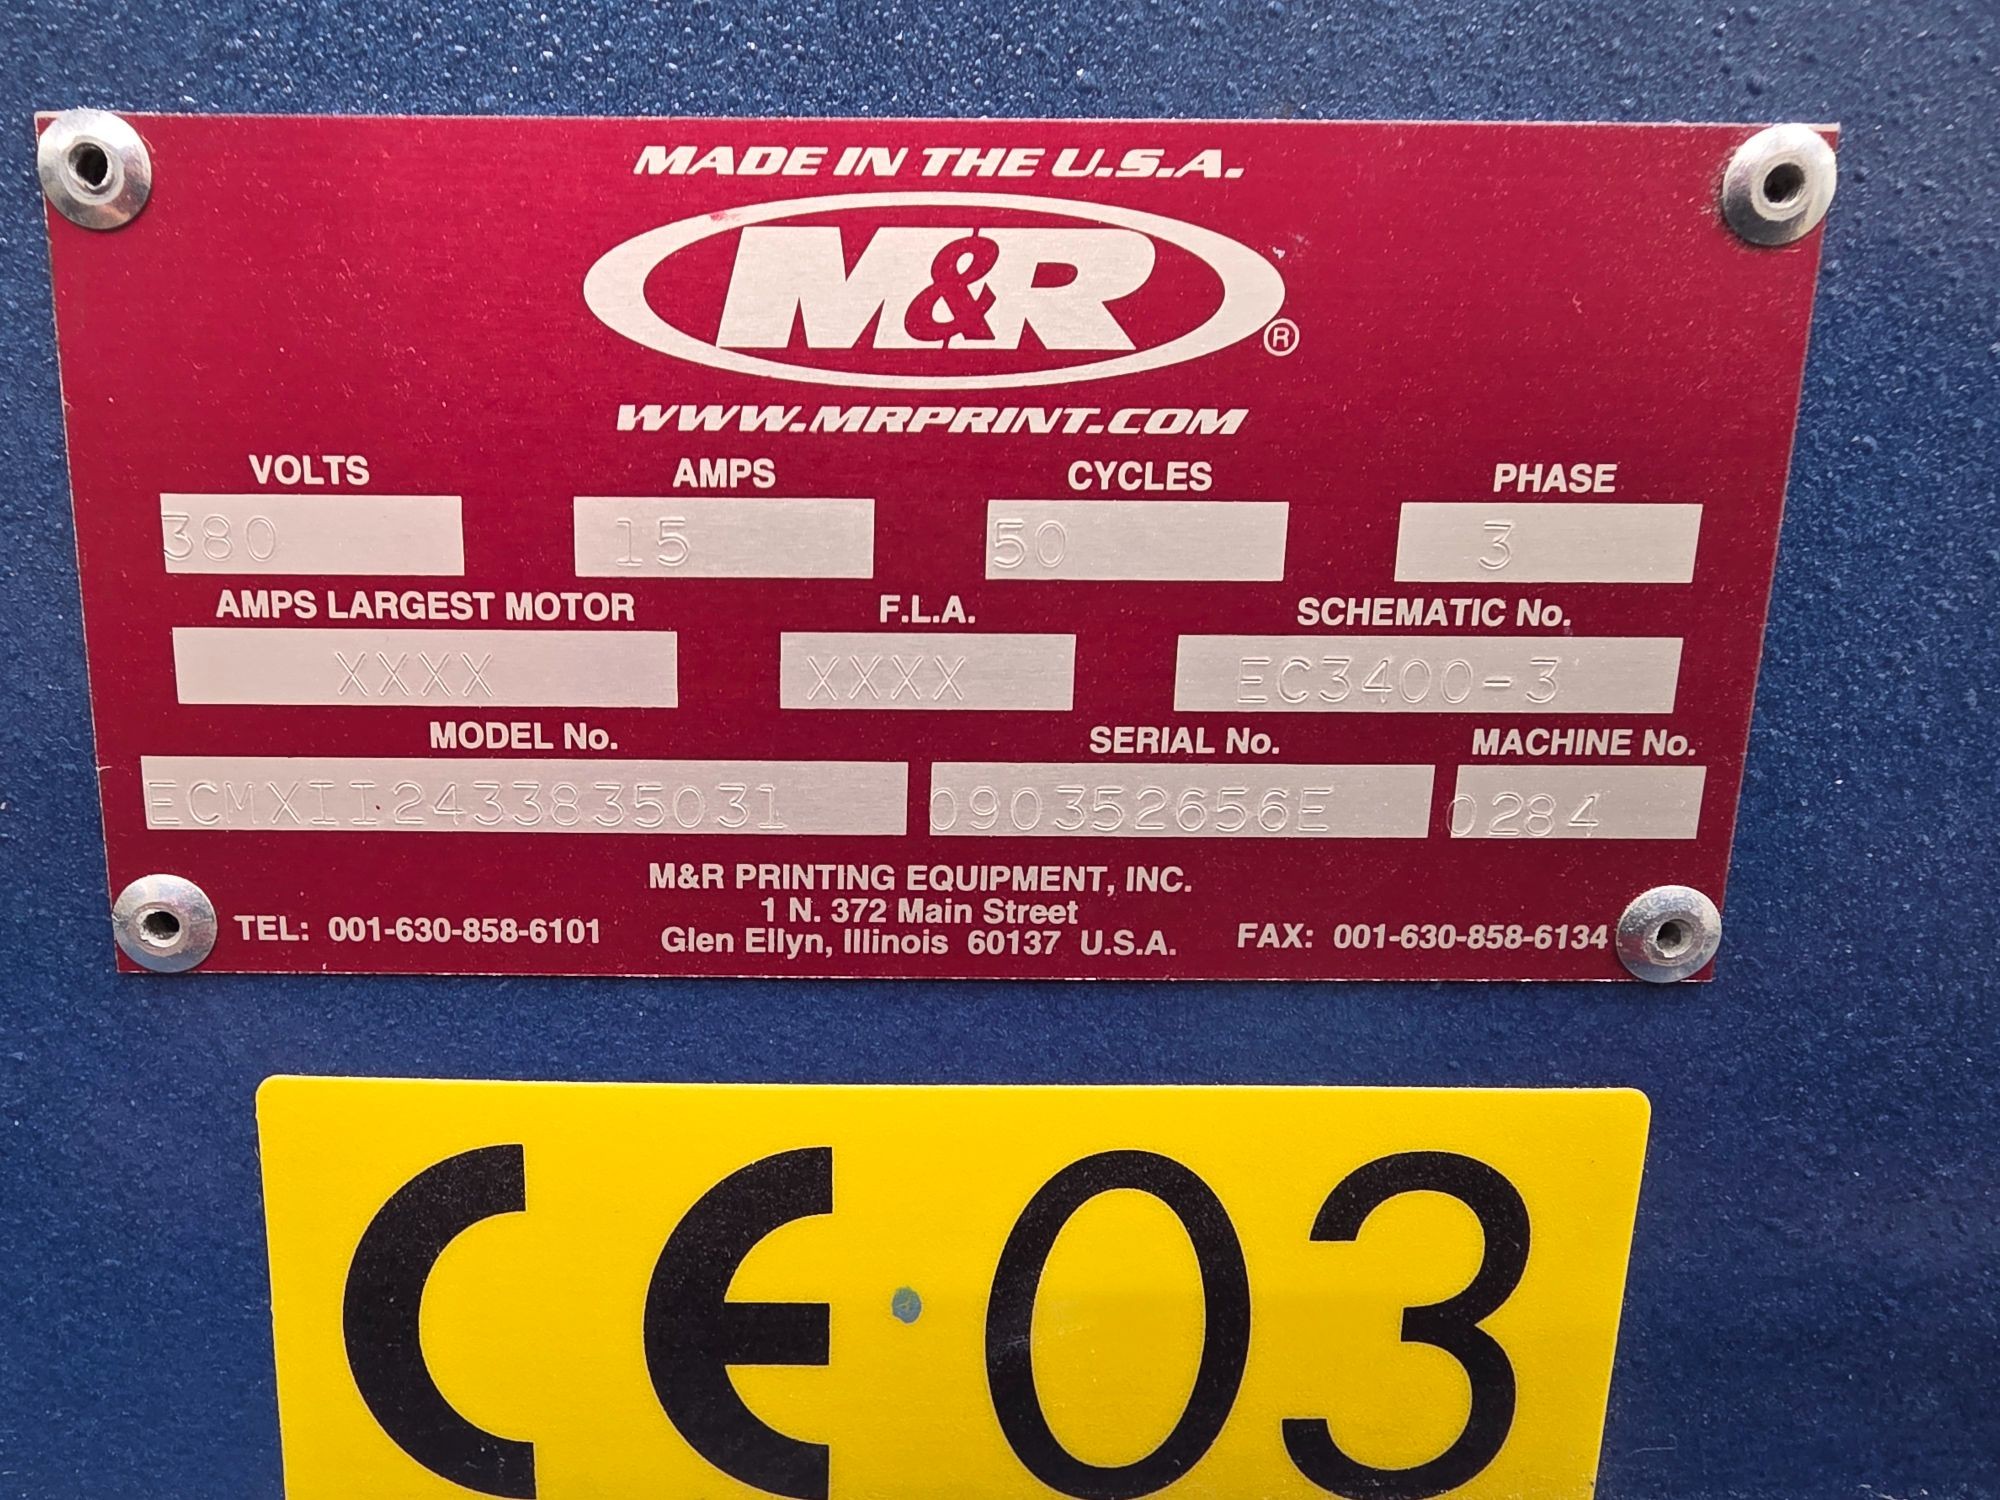 MADE IN THE U.S.A.
M&R ®
WWW.MRPRINT.COM
VOLTS AMPS CYCLES PHASE
380 15 50 3
AMPS LARGEST MOTOR F.L.A. SCHEMATIC No.
XXXX XXXX EC3400-3
MODEL No. SERIAL No. MACHINE No.
ECMXII2433835031 090352656E 0284
M&R PRINTING EQUIPMENT, INC.
1 N. 372 Main Street
TEL: 001-630-858-6101 Glen Ellyn, Illinois 60137 U.S.A. FAX: 001-630-858-6134
CE 03